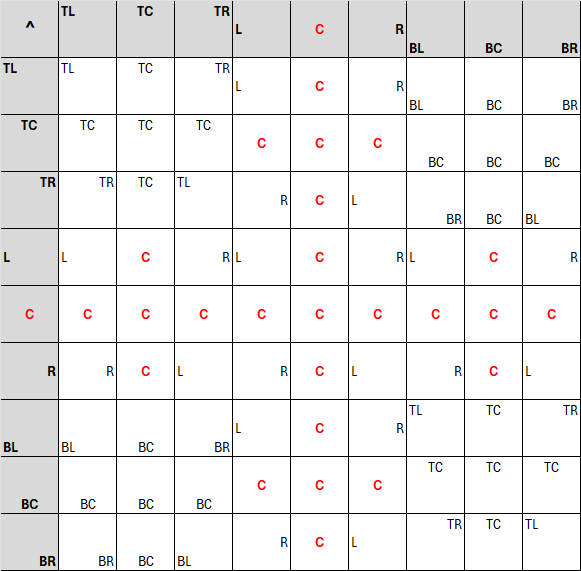 ^ TL TC TR L C R BL BC BR
TL TL TC TR L C R BL BC BR
TC TC TC TC C C C BC BC BC
TR TR TC TL R C L BR BC BL
L L C R L C R L C R
C C C C C C C C C C
R R C L R C L R C L
BL BL BC BR L C R TL TC TR
BC BC BC BC C C C TC TC TC
BR BR BC BL R C L TR TC TL